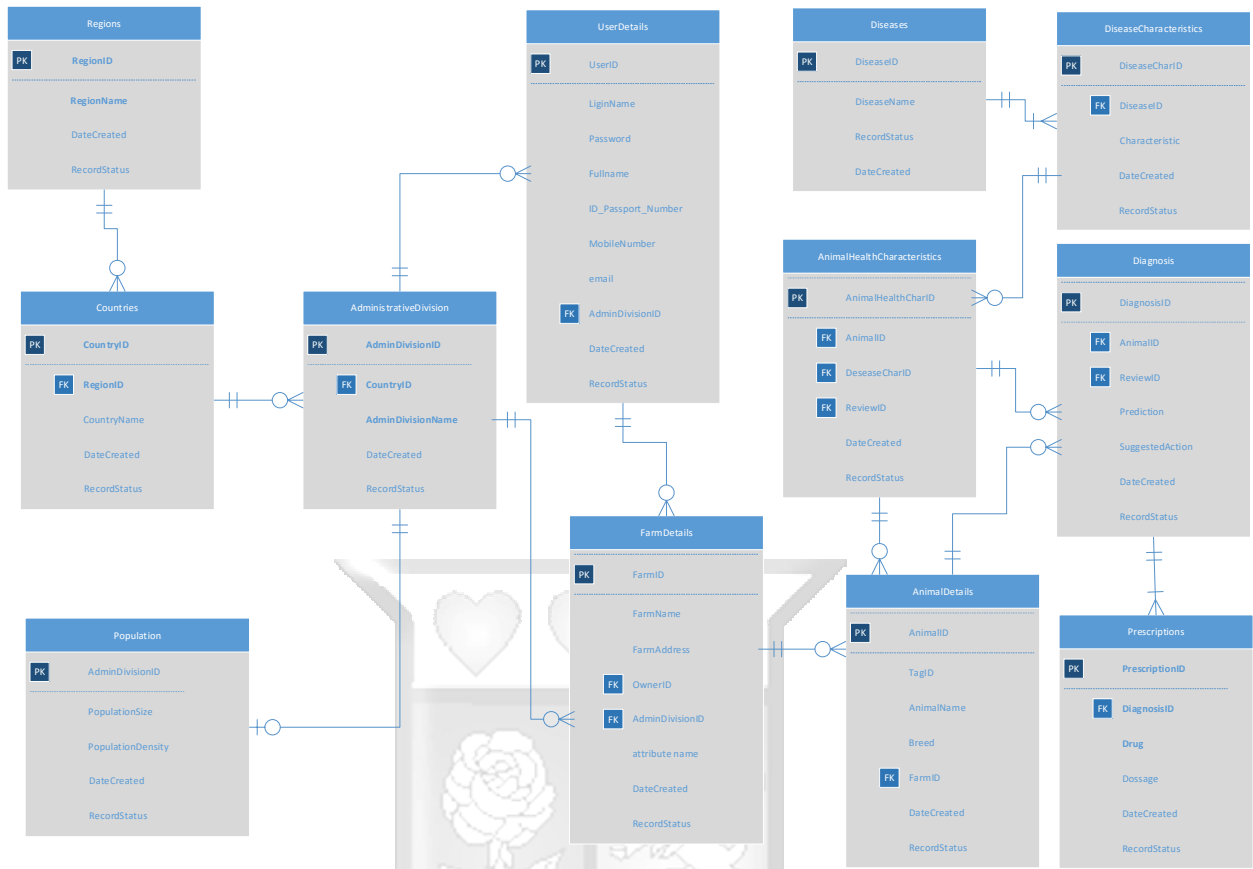 Regions
PK RegionID
RegionName
DateCreated
RecordStatus
UserDetails
PK UserID
LiginName
Password
Fullname
ID_Passport_Number
MobileNumber
email
FK AdminDivisionID
DateCreated
RecordStatus
Diseases
PK DiseaseID
DiseaseName
RecordStatus
DateCreated
DiseaseCharacteristics
PK DiseaseCharID
FK DiseaseID
Characteristic
DateCreated
RecordStatus
Countries
PK CountryID
FK RegionID
CountryName
DateCreated
RecordStatus
AdministrativeDivision
PK AdminDivisionID
FK CountryID
AdminDivisionName
DateCreated
RecordStatus
AnimalHealthCharacteristics
PK AnimalHealthCharID
FK AnimalID
FK DeseaseCharID
FK ReviewID
DateCreated
RecordStatus
Diagnosis
PK DiagnosisID
FK AnimalID
FK ReviewID
Prediction
SuggestedAction
DateCreated
RecordStatus
Population
PK AdminDivisionID
PopulationSize
PopulationDensity
DateCreated
RecordStatus
FarmDetails
PK FarmID
FarmName
FarmAddress
FK OwnerID
FK AdminDivisionID
attribute name
DateCreated
RecordStatus
AnimalDetails
PK AnimalID
TagID
AnimalName
Breed
FK FarmID
DateCreated
RecordStatus
Prescriptions
PK PrescriptionID
FK DiagnosisID
Drug
Dossage
DateCreated
RecordStatus